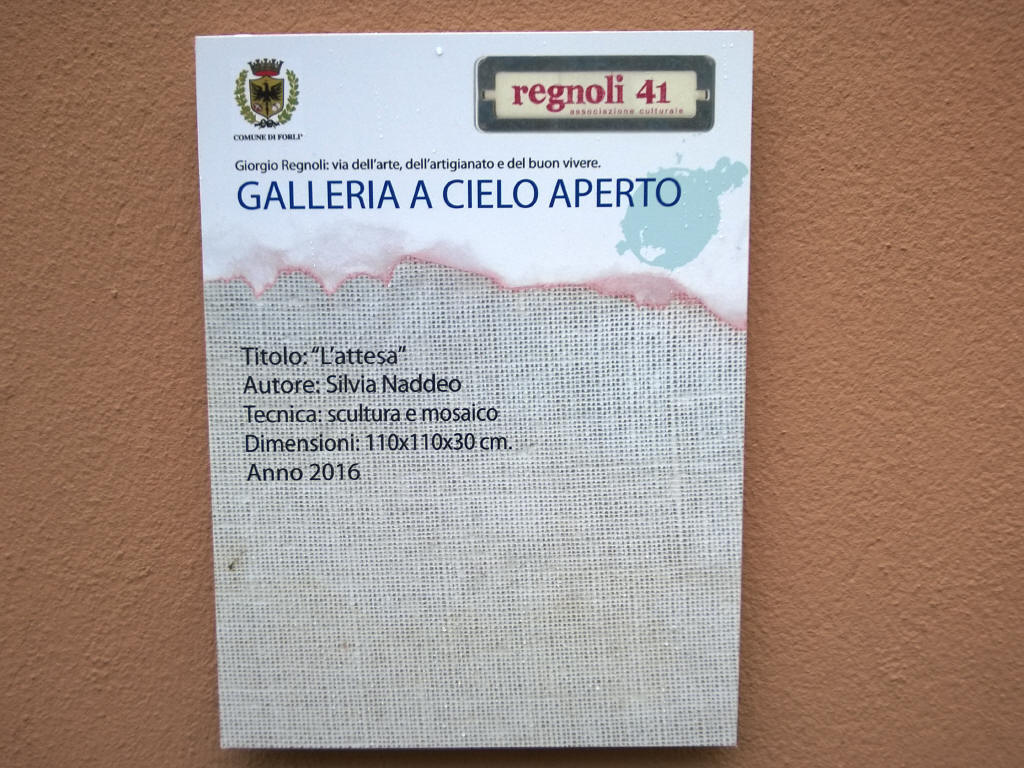 COMUNE DI FORLI'
regnoli 41
associazione culturale
Giorgio Regnoli: via dell'arte, dell'artigianato e del buon vivere.
GALLERIA A CIELO APERTO
Titolo: "L'attesa"
Autore: Silvia Naddeo
Tecnica: scultura e mosaico
Dimensioni: 110x110x30 cm.
Anno 2016